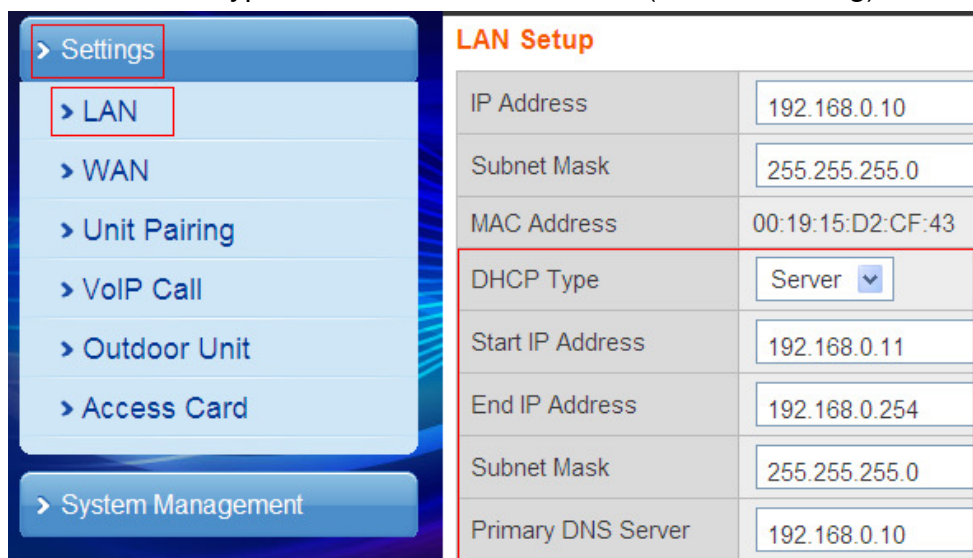 Settings
LAN
WAN
Unit Pairing
VoIP Call
Outdoor Unit
Access Card
System Management
LAN Setup
IP Address 192.168.0.10
Subnet Mask 255.255.255.0
MAC Address 00:19:15:D2:CF:43
DHCP Type Server
Start IP Address 192.168.0.11
End IP Address 192.168.0.254
Subnet Mask 255.255.255.0
Primary DNS Server 192.168.0.10